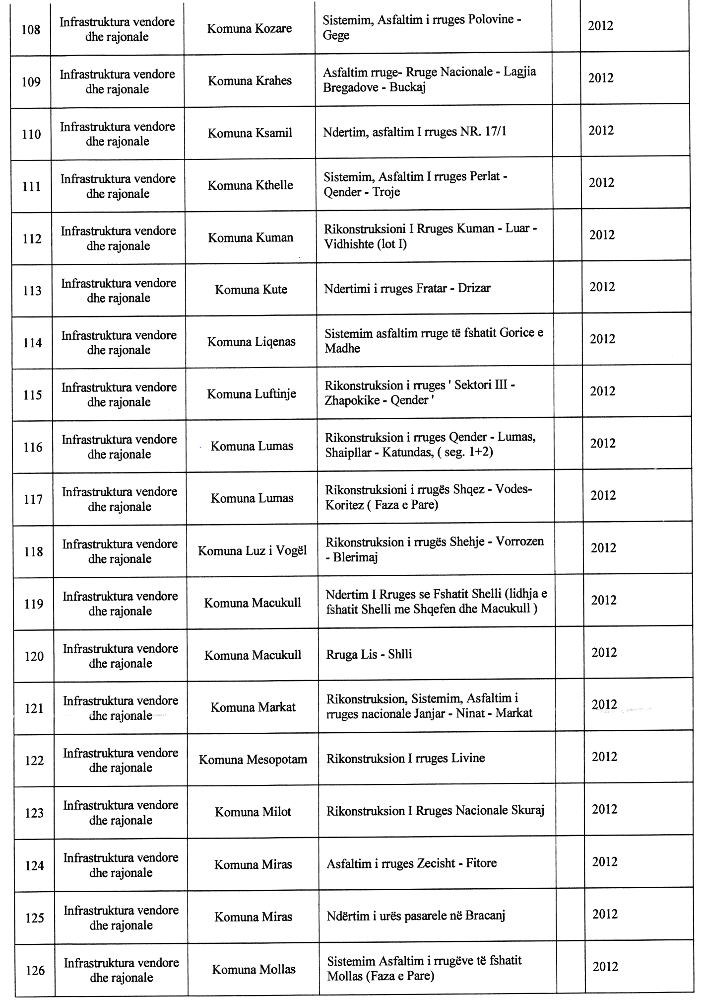 108
Infrastruktura vendore
dhe rajonale
Komuna Kozare
Sistemim, Asfaltim i rruges Polovine -
Gege
2012
109
Infrastruktura vendore
dhe rajonale
Komuna Krahes
Asfaltim rruge- Rruge Nacionale - Lagjia
Bregadove - Buckaj
2012
110
Infrastruktura vendore
dhe rajonale
Komuna Ksamil
Ndertim, asfaltim I rruges NR. 17/1
2012
111
Infrastruktura vendore
dhe rajonale
Komuna Kthelle
Sistemim, Asfaltim I rruges Perlat -
Qender - Troje
2012
112
Infrastruktura vendore
dhe rajonale
Komuna Kuman
Rikonstruksioni I Rruges Kuman - Luar -
Vidhishte (lot I)
2012
113
Infrastruktura vendore
dhe rajonale
Komuna Kute
Ndertimi i rruges Fratar - Drizar
2012
114
Infrastruktura vendore
dhe rajonale
Komuna Liqenas
Sistemim asfaltim rruge të fshatit Gorice e
Madhe
2012
115
Infrastruktura vendore
dhe rajonale
Komuna Luftinje
Rikonstruksion i rruges ' Sektori III -
Zhapokike - Qender '
2012
116
Infrastruktura vendore
dhe rajonale
Komuna Lumas
Rikonstruksion i rruges Qender - Lumas,
Shaipllar - Katundas, ( seg. 1+2)
2012
117
Infrastruktura vendore
dhe rajonale
Komuna Lumas
Rikonstruksioni i rrugës Shqez - Vodes-
Koritez ( Faza e Pare)
2012
118
Infrastruktura vendore
dhe rajonale
Komuna Luz i Vogël
Rikonstruksion i rrugës Shehje - Vorrozen
- Blerimaj
2012
119
Infrastruktura vendore
dhe rajonale
Komuna Macukull
Ndertim I Rruges se Fshatit Shelli (lidhja e
fshatit Shelli me Shqefen dhe Macukull )
2012
120
Infrastruktura vendore
dhe rajonale
Komuna Macukull
Rruga Lis - Shlli
2012
121
Infrastruktura vendore
dhe rajonale
Komuna Markat
Rikonstruksion, Sistemim, Asfaltim i
rruges nacionale Janjar - Ninat - Markat
2012
122
Infrastruktura vendore
dhe rajonale
Komuna Mesopotam
Rikonstruksion I rruges Livine
2012
123
Infrastruktura vendore
dhe rajonale
Komuna Milot
Rikonstruksion I Rruges Nacionale Skuraj
2012
124
Infrastruktura vendore
dhe rajonale
Komuna Miras
Asfaltim i rruges Zecisht - Fitore
2012
125
Infrastruktura vendore
dhe rajonale
Komuna Miras
Ndërtim i urës pasarele në Bracanj
2012
126
Infrastruktura vendore
dhe rajonale
Komuna Mollas
Sistemim Asfaltim i rrugëve të fshatit
Mollas (Faza e Pare)
2012